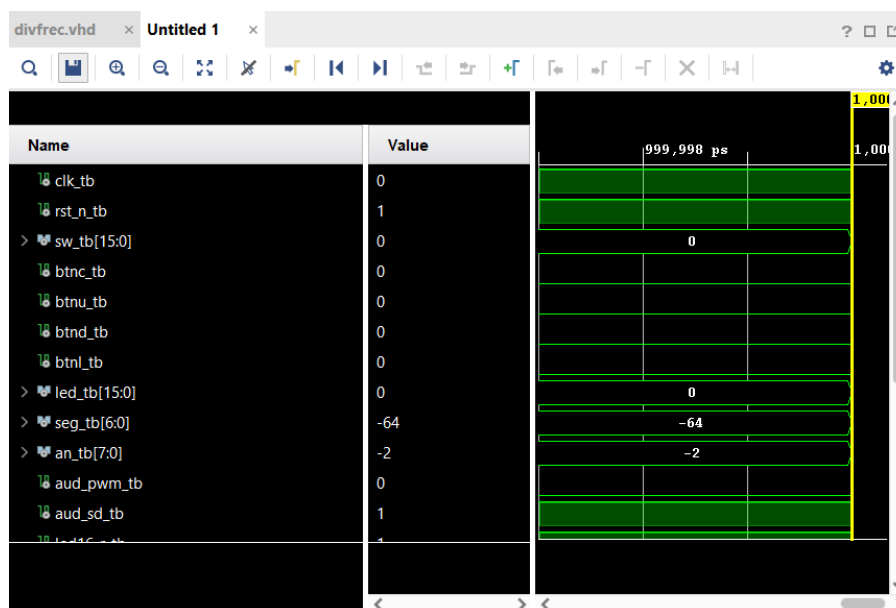 divfrec.vhd × Untitled 1 × ?
1,000
Name Value 999,998 ps 1,000
clk_tb 0
rst_n_tb 1
> sw_tb[15:0] 0 0
btnc_tb 0
btnu_tb 0
btnd_tb 0
btnl_tb 0
> led_tb[15:0] 0 0
> seg_tb[6:0] -64 -64
> an_tb[7:0] -2 -2
aud_pwm_tb 0
aud_sd_tb 1